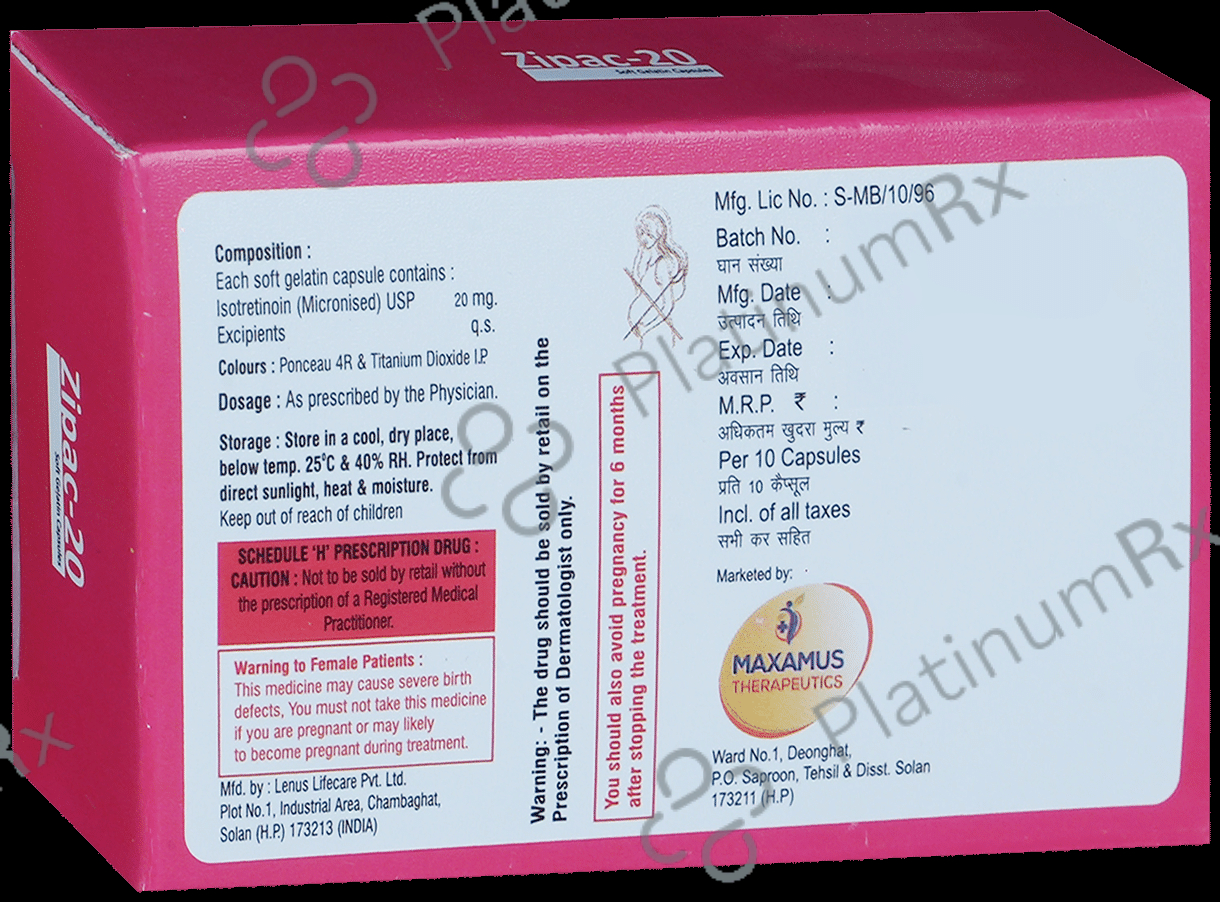 Zipac-20
Soft Gelatin Capsules
Zipac-20
Soft Gelatin Capsules
Composition :
Each soft gelatin capsule contains :
Isotretinoin (Micronised) USP 20 mg.
Excipients q.s.
Colours : Ponceau 4R & Titanium Dioxide I.P
Dosage : As prescribed by the Physician.
Storage : Store in a cool, dry place,
below temp. 25°C & 40% RH. Protect from
direct sunlight, heat & moisture.
Keep out of reach of children
SCHEDULE 'H' PRESCRIPTION DRUG :
CAUTION : Not to be sold by retail without
the prescription of a Registered Medical
Practitioner.
Warning to Female Patients :
This medicine may cause severe birth
defects, You must not take this medicine
if you are pregnant or may likely
to become pregnant during treatment.
Mfd. by : Lenus Lifecare Pvt. Ltd.
Plot No.1, Industrial Area, Chambaghat,
Solan (H.P.) 173213 (INDIA)
Warning: - The drug should be sold by retail on the
Prescription of Dermatologist only.
You should also avoid pregnancy for 6 months
after stopping the treatment.
Mfg. Lic No. : S-MB/10/96
Batch No. :
घान संख्या
Mfg. Date :
उत्पादन तिथि
Exp. Date :
अवसान तिथि
M.R.P. ₹ :
अधिकतम खुदरा मुल्य ₹
Per 10 Capsules
प्रति 10 कैप्सूल
Incl. of all taxes
सभी कर सहित
Marketed by:
MAXAMUS
THERAPEUTICS
Ward No.1, Deonghat,
P.O. Saproon, Tehsil & Disst. Solan
173211 (H.P)
PlatinumRx
PlatinumRx
Plat
Rx